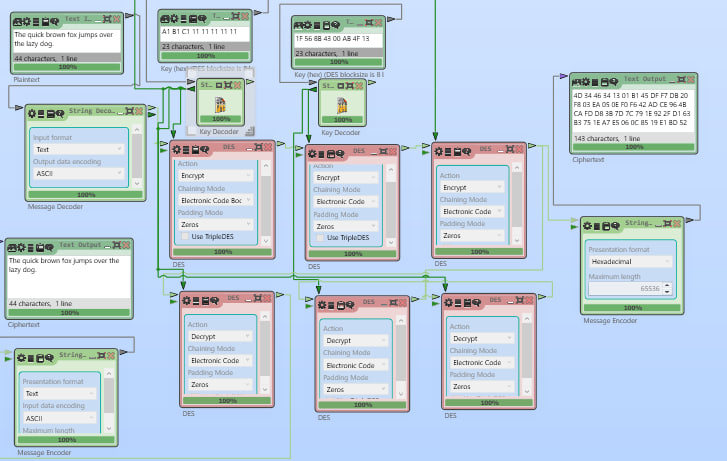 Text I...
The quick brown fox jumps over
the lazy dog.
44 characters, 1 line
100%
Plaintext
T...
A1 B1 C1 11 11 11 11 11
23 characters, 1 line
100%
Key (hex) (DES blocksize is 8
T...
1F 56 6B 43 00 AB 4F 13
23 characters, 1 line
100%
Key (hex) (DES blocksize is 8
St...
100%
Key Decoder
St...
100%
Key Decoder
Text Output
4D 34 46 34 13 01 B1 45 DF F7 DB 20
F8 03 EA 05 0E F0 F6 42 AD CE 96 4B
CA FD D8 3B 7D 7C 79 1E 92 2F D1 63
B3 75 1E A7 E5 06 0C 85 19 E1 BD 52
143 characters, 1 line
100%
Ciphertext
String Deco...
Input format
Text
Output data encoding
ASCII
100%
Message Decoder
DES
Action
Encrypt
Chaining Mode
Electronic Code Boo
Padding Mode
Zeros
Use TripleDES
100%
DES
DES
Action
Encrypt
Chaining Mode
Electronic Code
Padding Mode
Zeros
Use TripleDES
100%
DES
DES
Action
Encrypt
Chaining Mode
Electronic Code
Padding Mode
Zeros
100%
DES
String...
Presentation format
Hexadecimal
Maximum length
65536
100%
Message Encoder
Text Output
The quick brown fox jumps over the
lazy dog.
44 characters, 1 line
100%
Ciphertext
DES
Action
Decrypt
Chaining Mode
Electronic Code
Padding Mode
Zeros
100%
DES
DES
Action
Decrypt
Chaining Mode
Electronic Code
Padding Mode
Zeros
100%
DES
DES
Action
Decrypt
Chaining Mode
Electronic Code
Padding Mode
Zeros
100%
DES
String...
Presentation format
Text
Input data encoding
ASCII
Maximum length
100%
Message Encoder